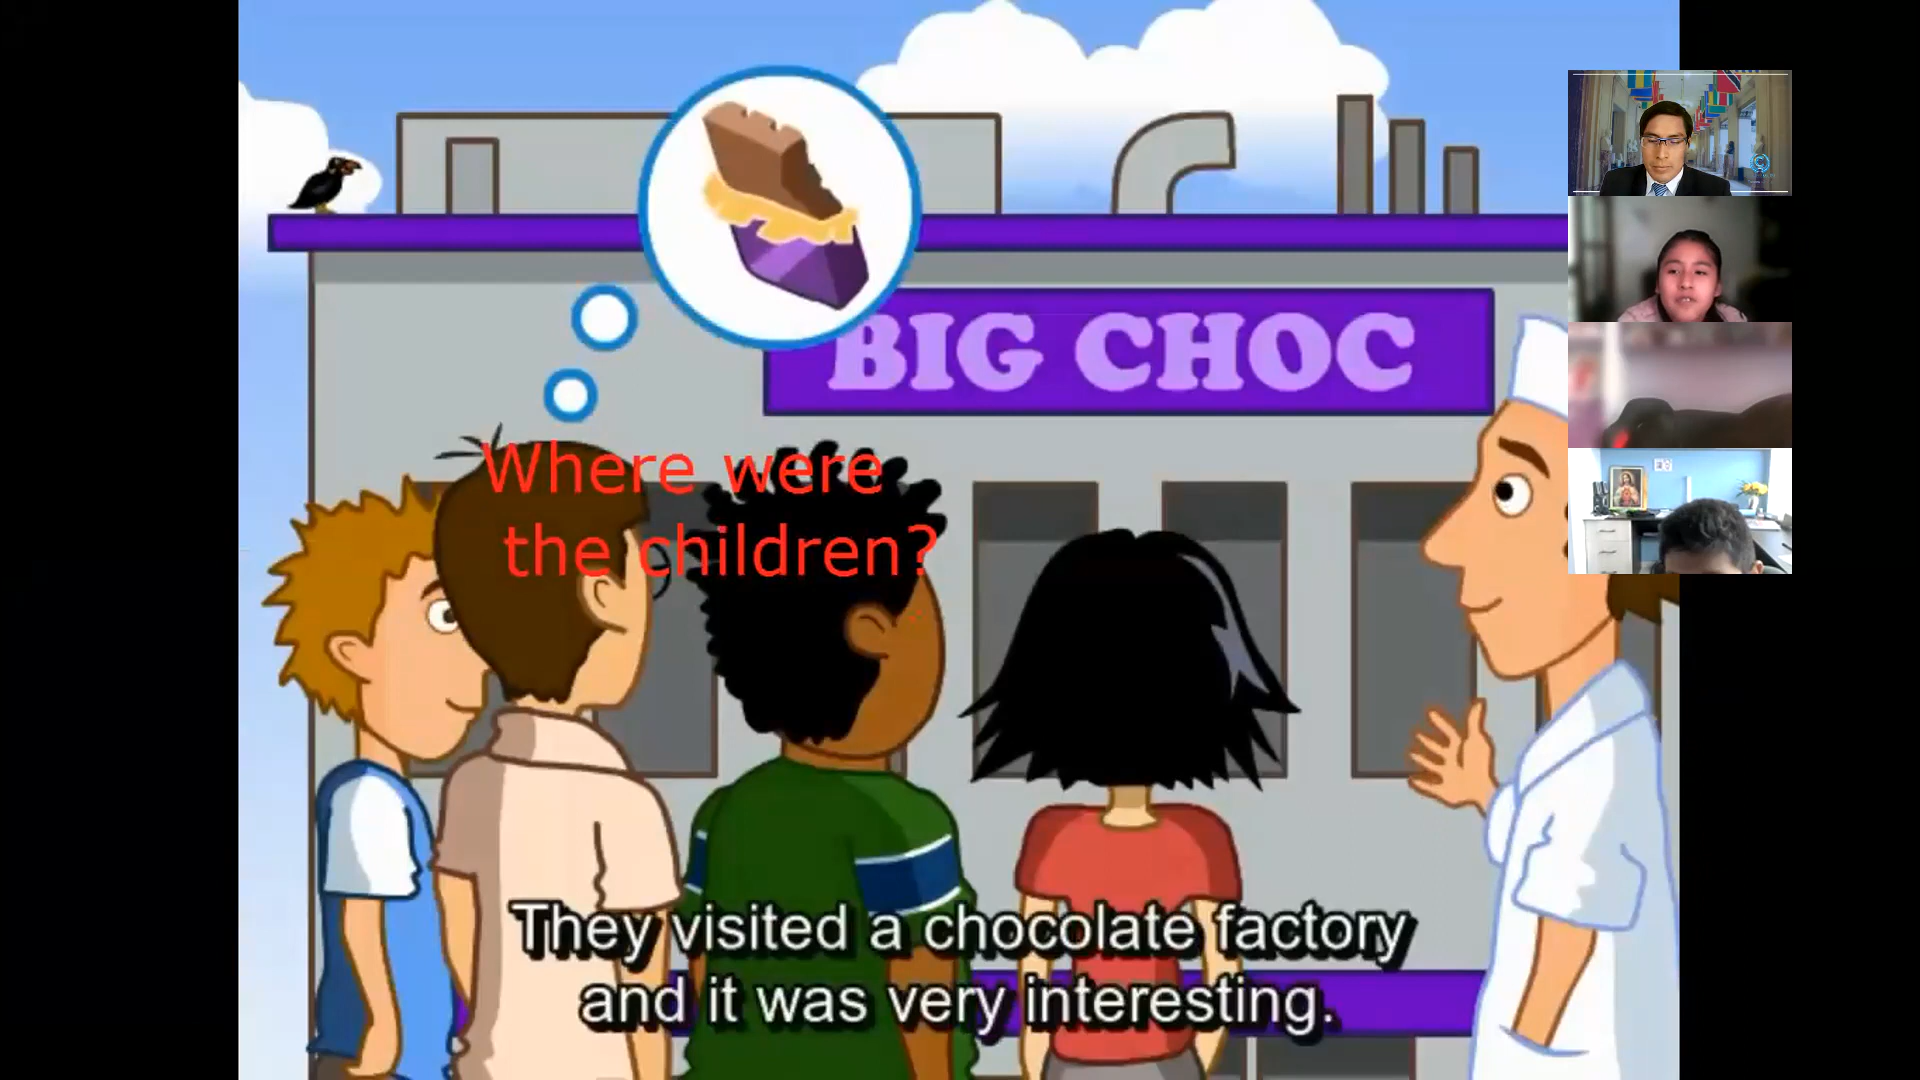 BIG CHOC
Where were
the children?
They visited a chocolate factory
and it was very interesting.